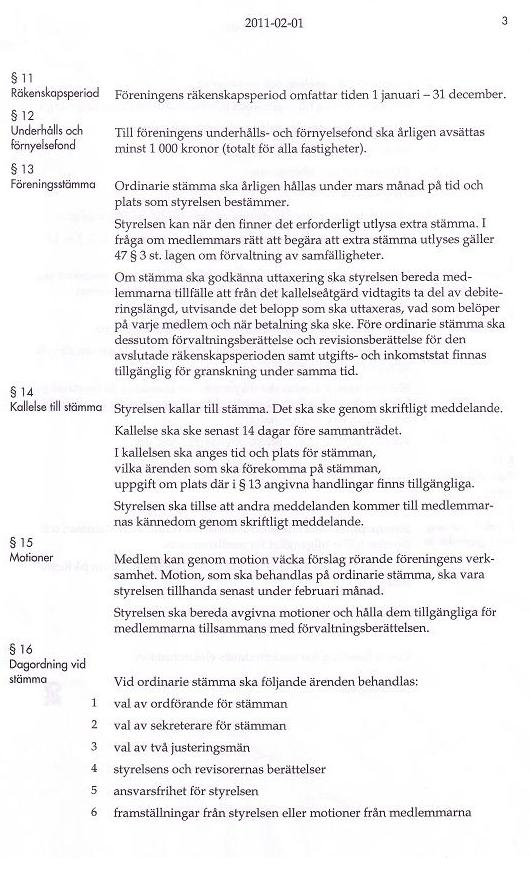 2011-02-01 3
§ 11
Räkenskapsperiod Föreningens räkenskapsperiod omfattar tiden 1 januari – 31 december.
§ 12
Underhålls och Till föreningens underhålls- och förnyelsefond ska årligen avsättas
förnyelsefond minst 1 000 kronor (totalt för alla fastigheter).
§ 13
Föreningsstämma Ordinarie stämma ska årligen hållas under mars månad på tid och
plats som styrelsen bestämmer.
Styrelsen kan när den finner det erforderligt utlysa extra stämma. I
fråga om medlemmars rätt att begära att extra stämma utlyses gäller
47 § 3 st. lagen om förvaltning av samfälligheter.
Om stämma ska godkänna uttaxering ska styrelsen bereda med-
lemmarna tillfälle att från det kallelseåtgärd vidtagits ta del av debite-
ringslängd, utvisande det belopp som ska uttaxeras, vad som belöper
på varje medlem och när betalning ska ske. Före ordinarie stämma ska
dessutom förvaltningsberättelse och revisionsberättelse för den
avslutade räkenskapsperioden samt utgifts- och inkomststat finnas
tillgänglig för granskning under samma tid.
§ 14
Kallelse till stämma Styrelsen kallar till stämma. Det ska ske genom skriftligt meddelande.
Kallelse ska ske senast 14 dagar före sammanträdet.
I kallelsen ska anges tid och plats för stämman,
vilka ärenden som ska förekomma på stämman,
uppgift om plats där i § 13 angivna handlingar finns tillgängliga.
Styrelsen ska tillse att andra meddelanden kommer till medlemmar-
nas kännedom genom skriftligt meddelande.
§ 15
Motioner Medlem kan genom motion väcka förslag rörande föreningens verk-
samhet. Motion, som ska behandlas på ordinarie stämma, ska vara
styrelsen tillhanda senast under februari månad.
Styrelsen ska bereda avgivna motioner och hålla dem tillgängliga för
medlemmarna tillsammans med förvaltningsberättelsen.
§ 16
Dagordning vid
stämma Vid ordinarie stämma ska följande ärenden behandlas:
1 val av ordförande för stämman
2 val av sekreterare för stämman
3 val av två justeringsmän
4 styrelsens och revisorernas berättelser
5 ansvarsfrihet för styrelsen
6 framställningar från styrelsen eller motioner från medlemmarna